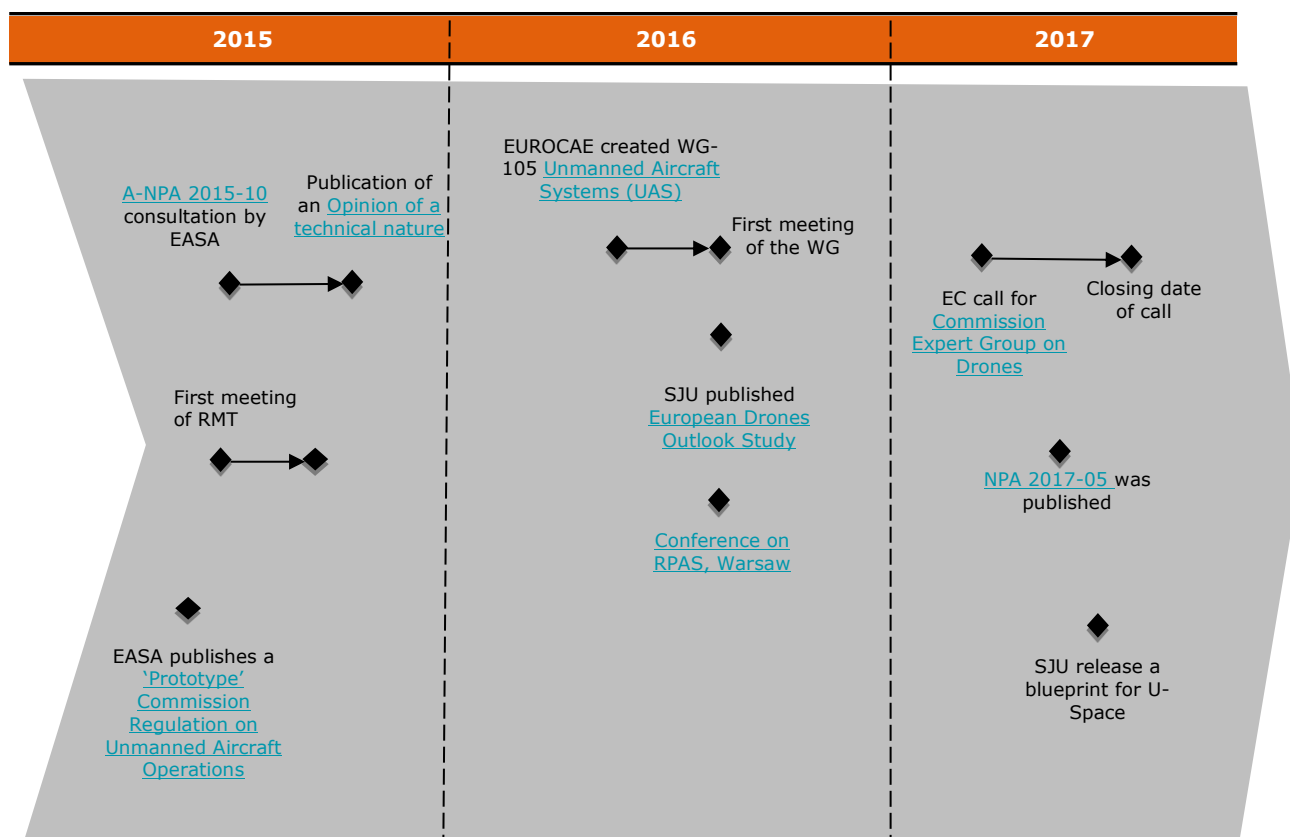 2015
2016
2017
A-NPA 2015-10
consultation by
EASA
Publication of
an Opinion of a
technical nature
First meeting
of RMT
EASA publishes a
‘Prototype’
Commission
Regulation on
Unmanned Aircraft
Operations
EUROCAE created WG-
105 Unmanned Aircraft
Systems (UAS)
First meeting
of the WG
SJU published
European Drones
Outlook Study
Conference on
RPAS, Warsaw
EC call for
Commission
Expert Group on
Drones
Closing date
of call
NPA 2017-05 was
published
SJU release a
blueprint for U-
Space